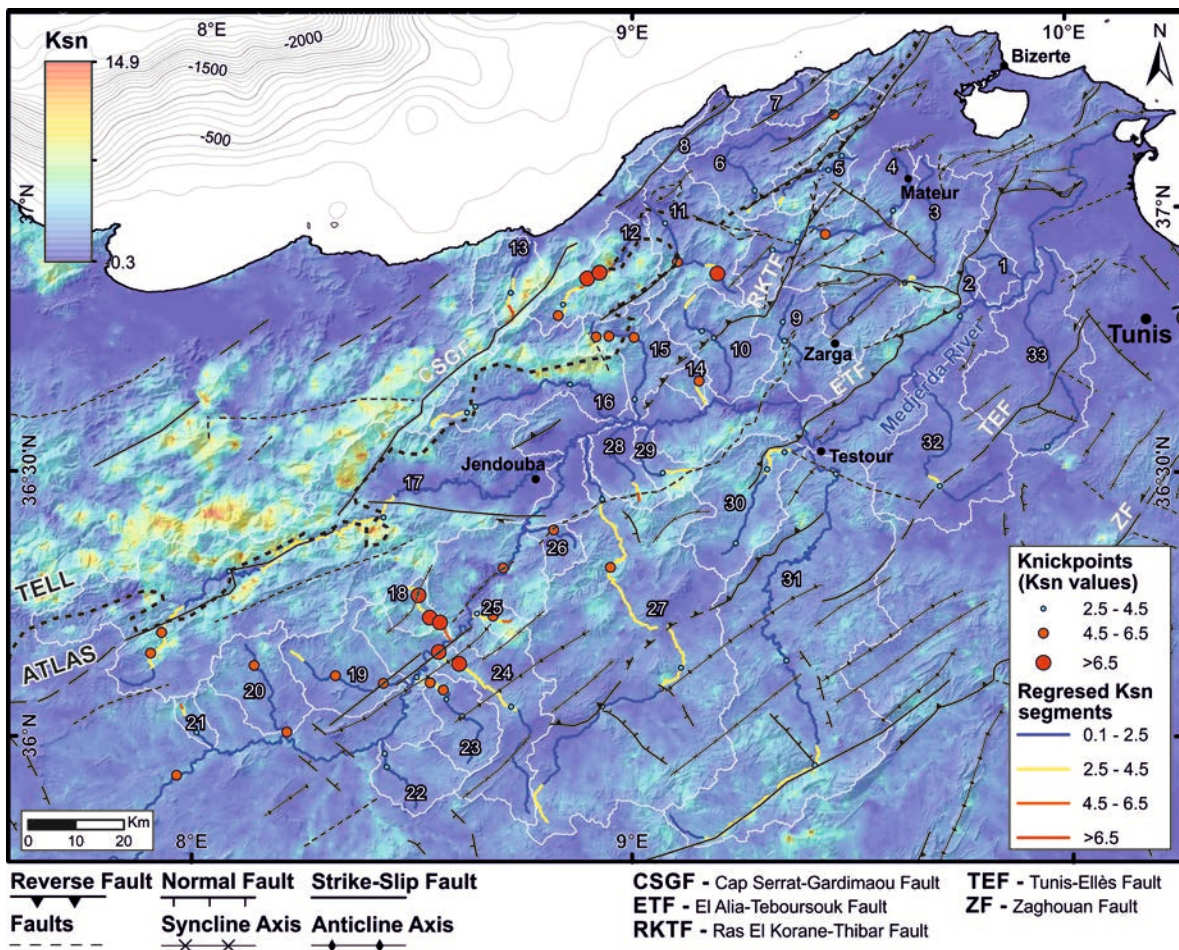 Ksn
14.9
0.3
8°E
9°E
10°E
N
-2000
-1500
-500
Bizerte
37°N
37°N
7
8
6
5
4
Mateur
3
11
12
13
1
2
RKTF
9
Zarga
Tunis
CSGF
15
10
14
ETF
Medjerda-River
33
16
TEF
28
29
Jendouba
Testour
32
36°30'N
36°30'N
17
30
ZF
26
31
TELL
18
27
25
ATLAS
24
19
20
21
23
22
36°N
36°N
Km
0 10 20
8°E
9°E
10°E
Knickpoints
(Ksn values)
2.5 - 4.5
4.5 - 6.5
>6.5
Regresed Ksn
segments
0.1 - 2.5
2.5 - 4.5
4.5 - 6.5
>6.5
Reverse Fault
Normal Fault
Strike-Slip Fault
Faults
Syncline Axis
Anticline Axis
CSGF - Cap Serrat-Gardimaou Fault
ETF - El Alia-Teboursouk Fault
RKTF - Ras El Korane-Thibar Fault
TEF - Tunis-Ellès Fault
ZF - Zaghouan Fault